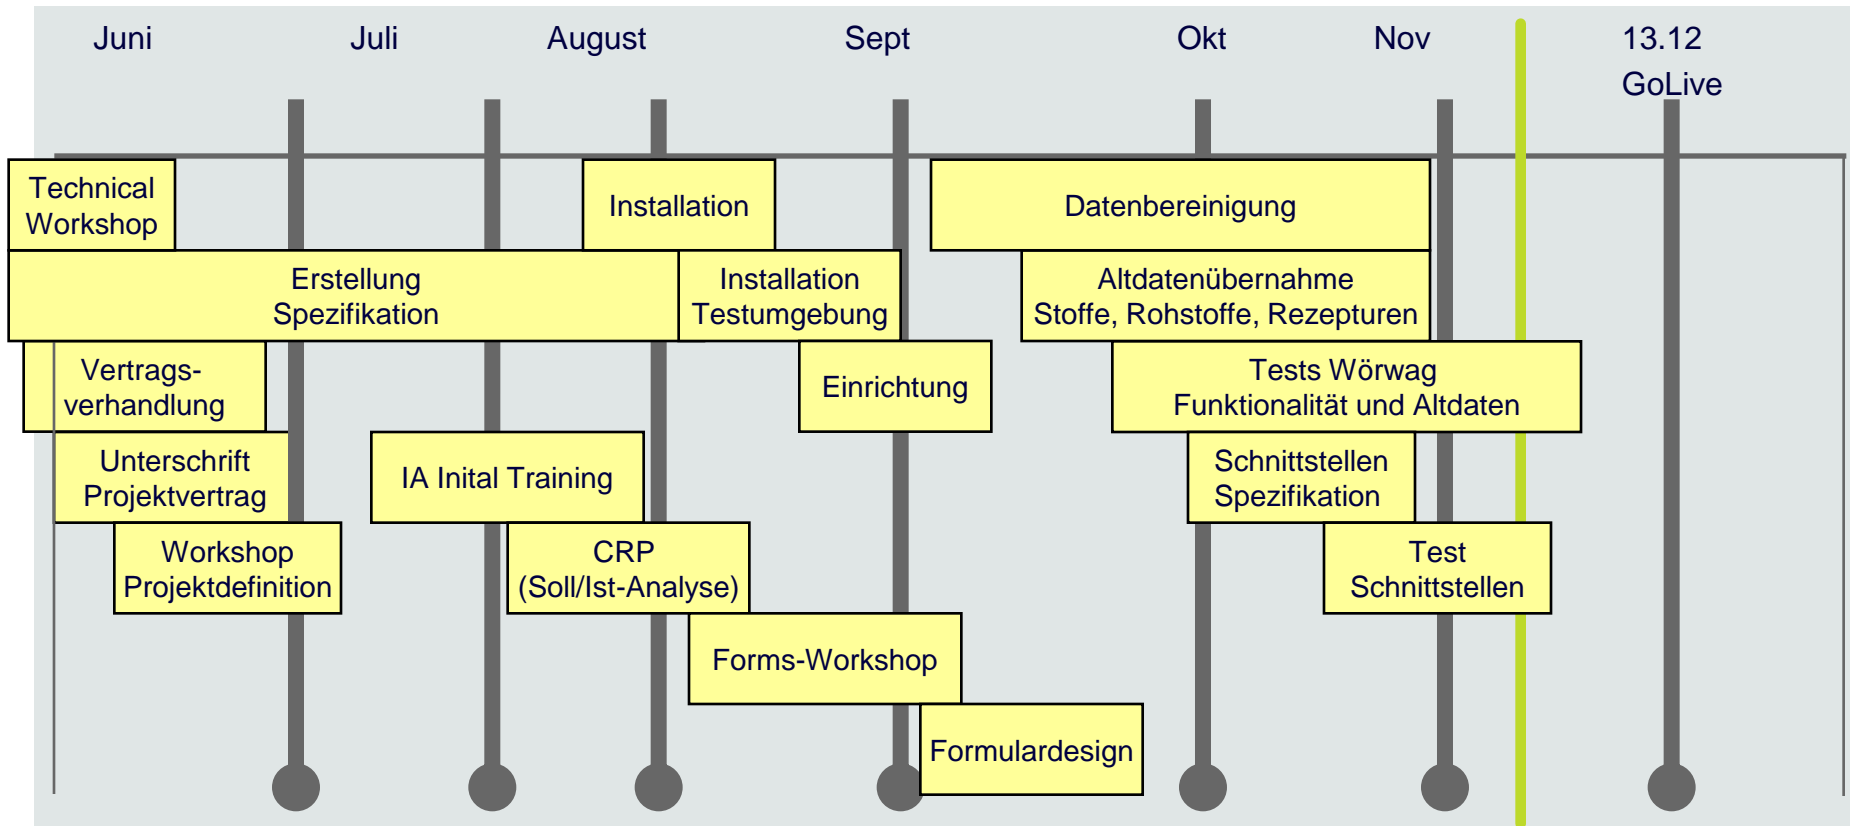 Juni
Juli
August
Sept
Okt
Nov
13.12
GoLive
Technical
Workshop
Installation
Datenbereinigung
Erstellung
Spezifikation
Installation
Testumgebung
Altdatenübernahme
Stoffe, Rohstoffe, Rezepturen
Vertrags-
verhandlung
Einrichtung
Tests Wörwag
Funktionalität und Altdaten
Unterschrift
Projektvertrag
IA Inital Training
Schnittstellen
Spezifikation
Workshop
Projektdefinition
CRP
(Soll/Ist-Analyse)
Test
Schnittstellen
Forms-Workshop
Formulardesign